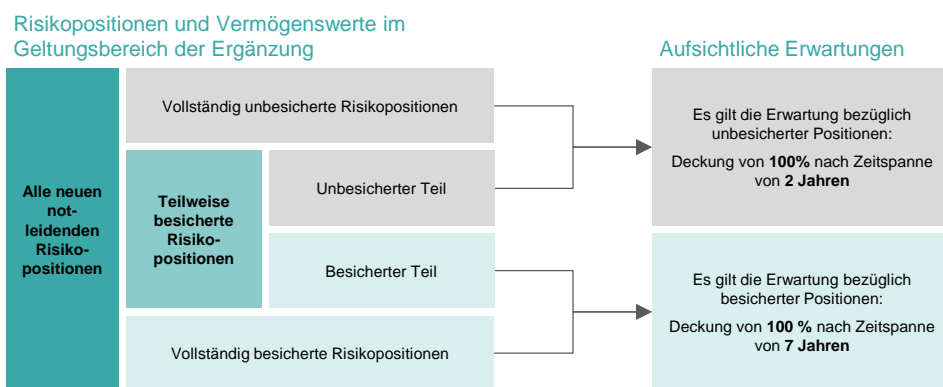 Risikopositionen und Vermögenswerte im
Geltungsbereich der Ergänzung
Aufsichtliche Erwartungen
Alle neuen
not-
leidenden
Risiko-
positionen
Vollständig unbesicherte Risikopositionen
Teilweise
besicherte
Risiko-
positionen
Unbesicherter Teil
Besicherter Teil
Vollständig besicherte Risikopositionen
Es gilt die Erwartung bezüglich
unbesicherter Positionen:
Deckung von 100% nach Zeitspanne
von 2 Jahren
Es gilt die Erwartung bezüglich
besicherter Positionen:
Deckung von 100 % nach Zeitspanne
von 7 Jahren